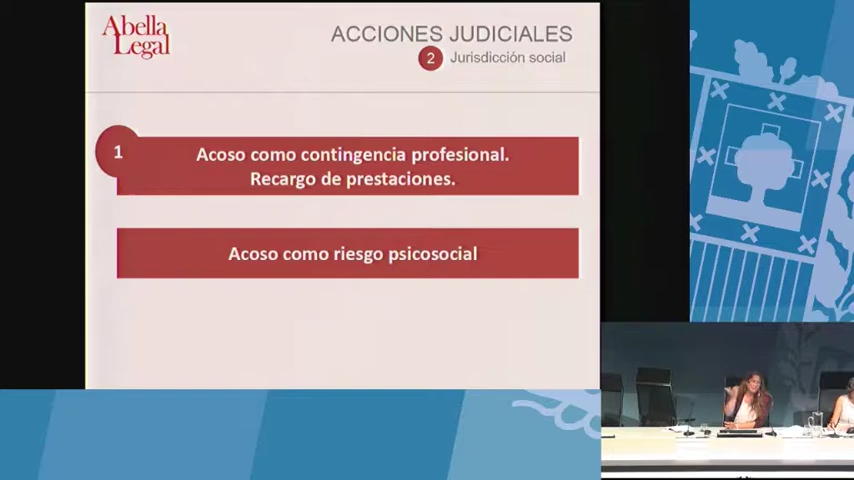 Abella
Legal
ACCIONES JUDICIALES
2 Jurisdicción social
1
Acoso como contingencia profesional.
Recargo de prestaciones.
Acoso como riesgo psicosocial